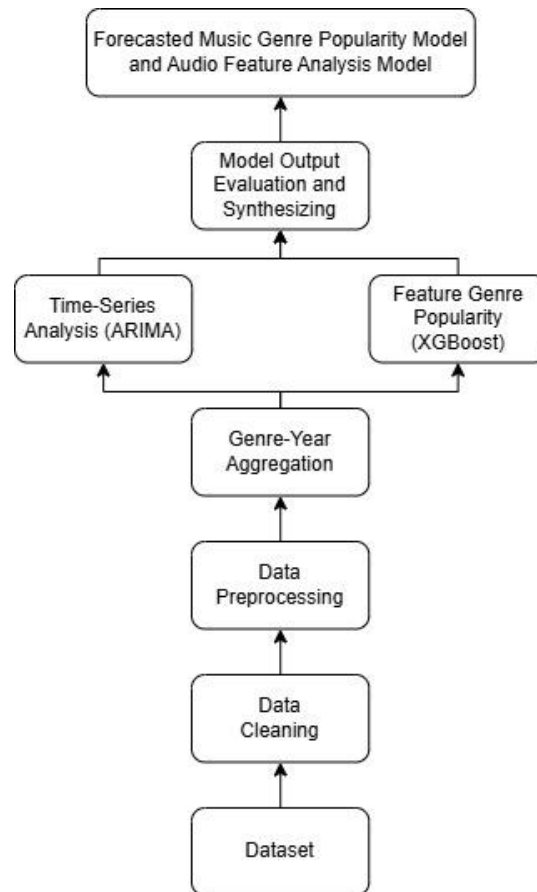 Forecasted Music Genre Popularity Model
and Audio Feature Analysis Model
Model Output
Evaluation and
Synthesizing
Time-Series
Analysis (ARIMA)
Feature Genre
Popularity
(XGBoost)
Genre-Year
Aggregation
Data
Preprocessing
Data
Cleaning
Dataset